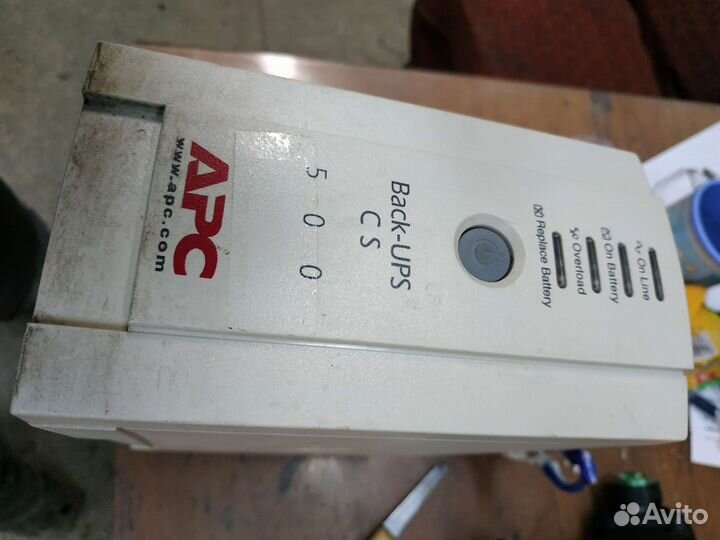 On Line
On Battery
Overload
Replace Battery
Back-UPS
CS
500
APC
www.apc.com
Avito